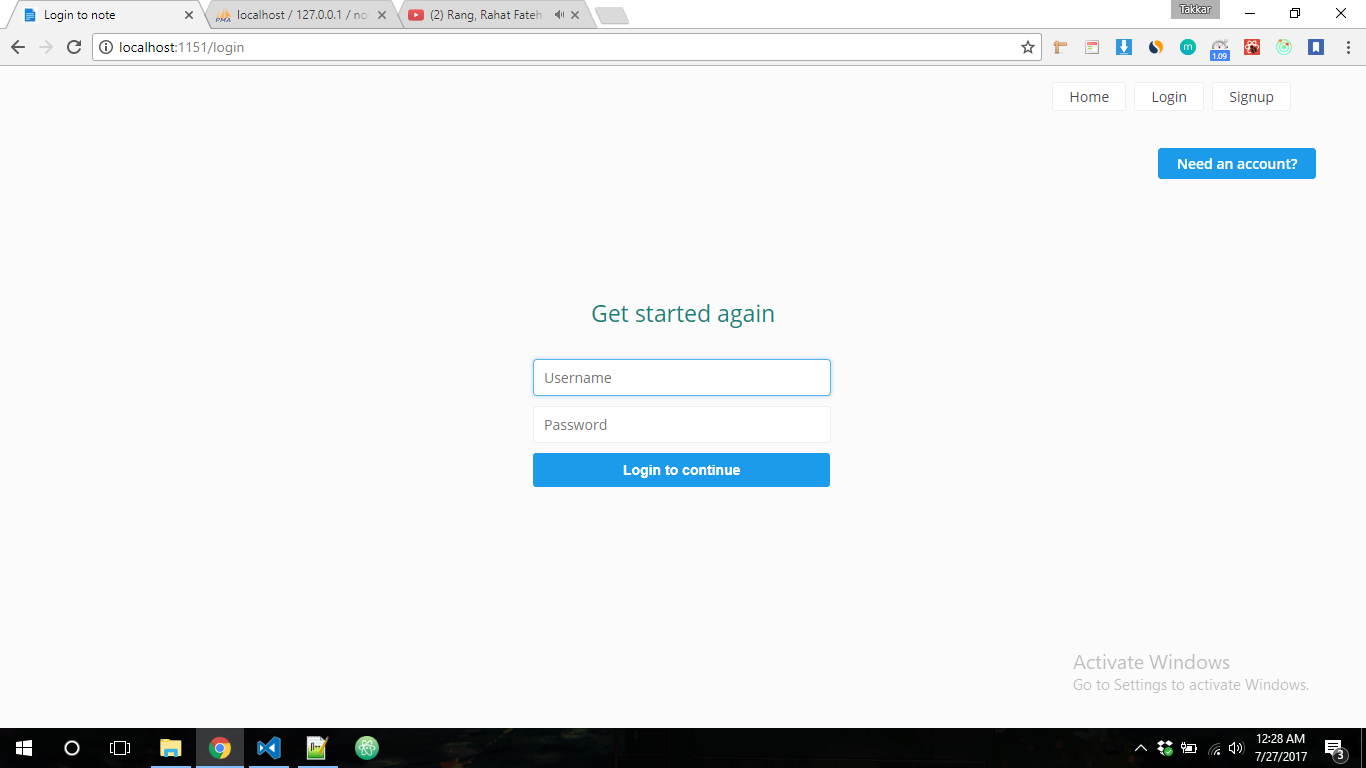 Login to note
localhost / 127.0.0.1 / no
(2) Rang, Rahat Fateh
Takkar
localhost:1151/login
m
1.09
Home
Login
Signup
Need an account?
Get started again
Username
Password
Login to continue
Activate Windows
Go to Settings to activate Windows.
12:28 AM
7/27/2017
3